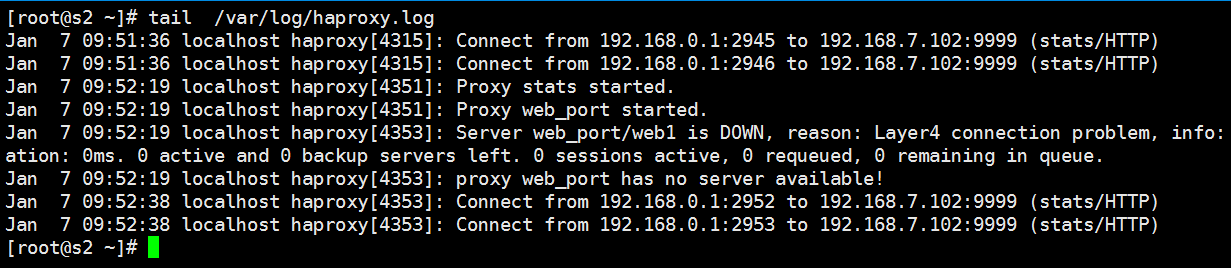 [root@s2 ~]# tail  /var/log/haproxy.log
Jan  7 09:51:36 localhost haproxy[4315]: Connect from 192.168.0.1:2945 to 192.168.7.102:9999 (stats/HTTP)
Jan  7 09:51:36 localhost haproxy[4315]: Connect from 192.168.0.1:2946 to 192.168.7.102:9999 (stats/HTTP)
Jan  7 09:52:19 localhost haproxy[4351]: Proxy stats started.
Jan  7 09:52:19 localhost haproxy[4351]: Proxy web_port started.
Jan  7 09:52:19 localhost haproxy[4353]: Server web_port/web1 is DOWN, reason: Layer4 connection problem, info:
ation: 0ms. 0 active and 0 backup servers left. 0 sessions active, 0 requeued, 0 remaining in queue.
Jan  7 09:52:19 localhost haproxy[4353]: proxy web_port has no server available!
Jan  7 09:52:38 localhost haproxy[4353]: Connect from 192.168.0.1:2952 to 192.168.7.102:9999 (stats/HTTP)
Jan  7 09:52:38 localhost haproxy[4353]: Connect from 192.168.0.1:2953 to 192.168.7.102:9999 (stats/HTTP)
[root@s2 ~]#